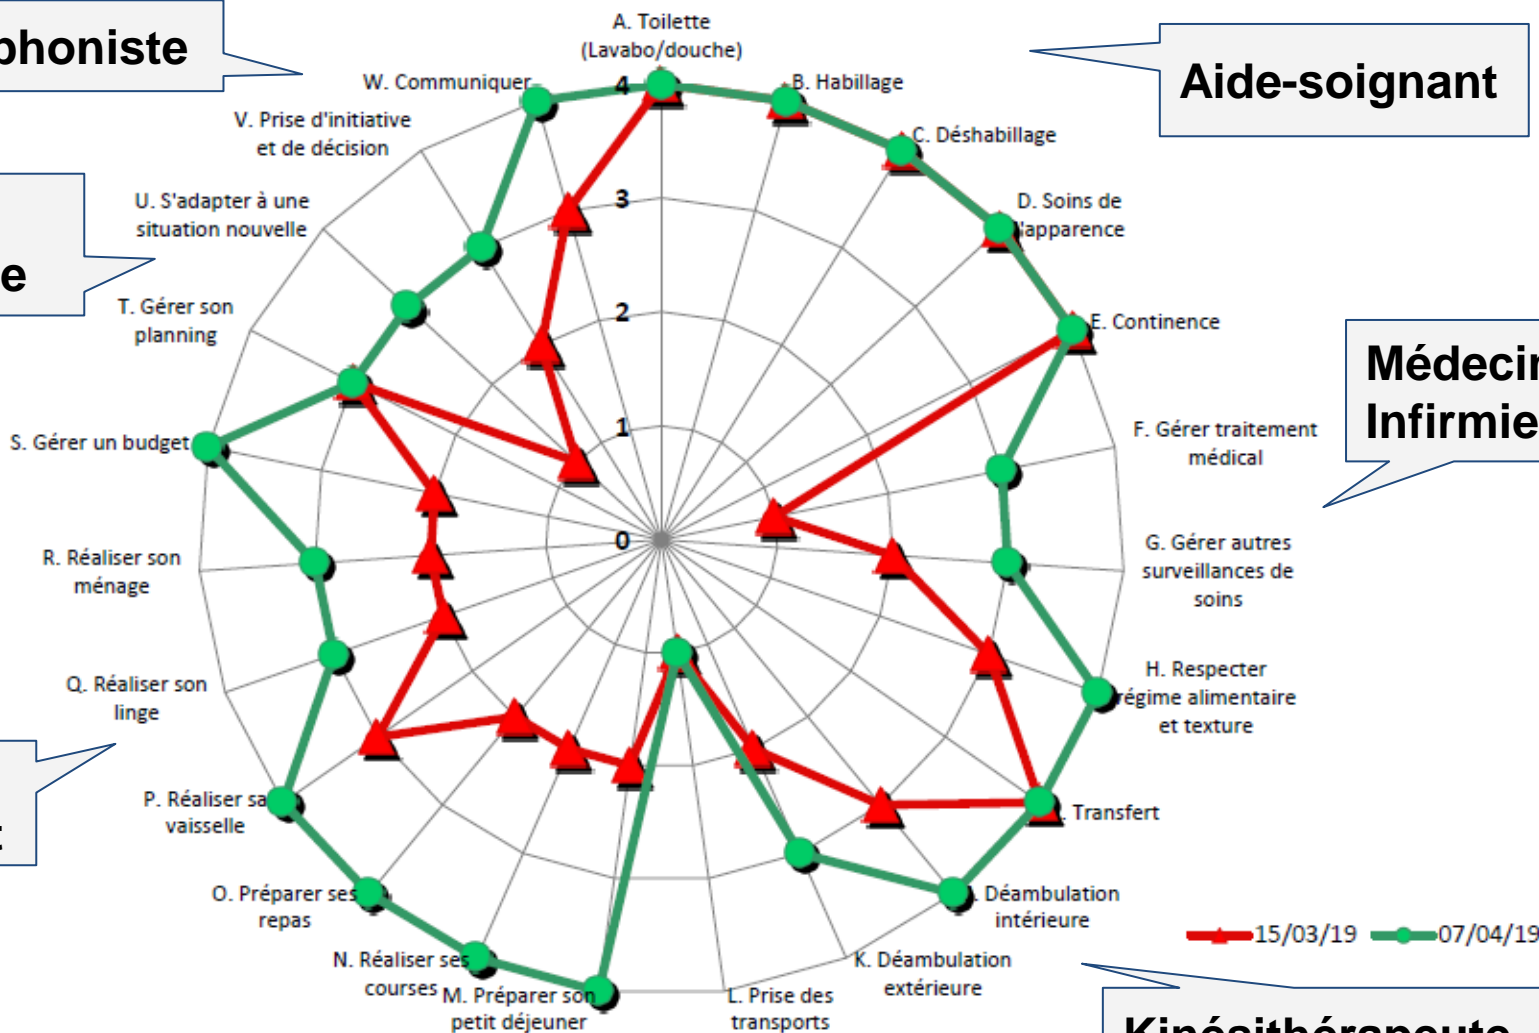 phoniste
A. Toilette
(Lavabo/douche)
Aide-soignant
W. Communiquer
B. Habillage
V. Prise d'initiative
et de décision
C. Déshabillage
U. S'adapter à une
situation nouvelle
D. Soins de
l'apparence
e
T. Gérer son
planning
E. Continence
Médecin
Infirmie
S. Gérer un budget
F. Gérer traitement
médical
R. Réaliser son
ménage
G. Gérer autres
surveillances de
soins
Q. Réaliser son
linge
H. Respecter
régime alimentaire
et texture
P. Réaliser sa
vaisselle
t
Transfert
O. Préparer ses
repas
Déambulation
intérieure
N. Réaliser ses
courses
K. Déambulation
extérieure
M. Préparer son
petit déjeuner
L. Prise des
transports
4
3
2
1
0
15/03/19
07/04/19
Kinésithérapeute